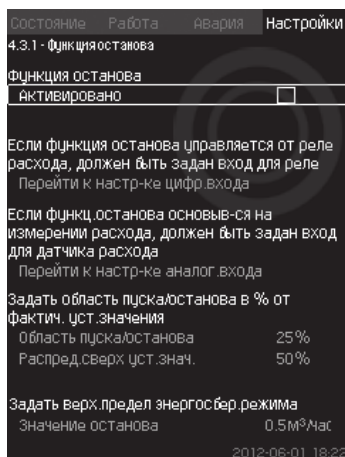 Состояние Работа Авария Настройки
4.3.1 - Функция останова
Функция останова
Активировано
Если функция останова управляется от реле
расхода, должен быть задан вход для реле
Перейти к настр-ке цифр.входа
Если функц.останова основыв-ся на
измерении расхода, должен быть задан вход
для датчика расхода
Перейти к настр-ке аналог.входа
Задать область пуска/останова в % от
фактич. уст.значения
Область пуска/останова 25%
Распред.сверх уст.знач. 50%
Задать верх.предел энергосбер.режима
Значение останова 0.5м³/час
2012-06-01 18:22